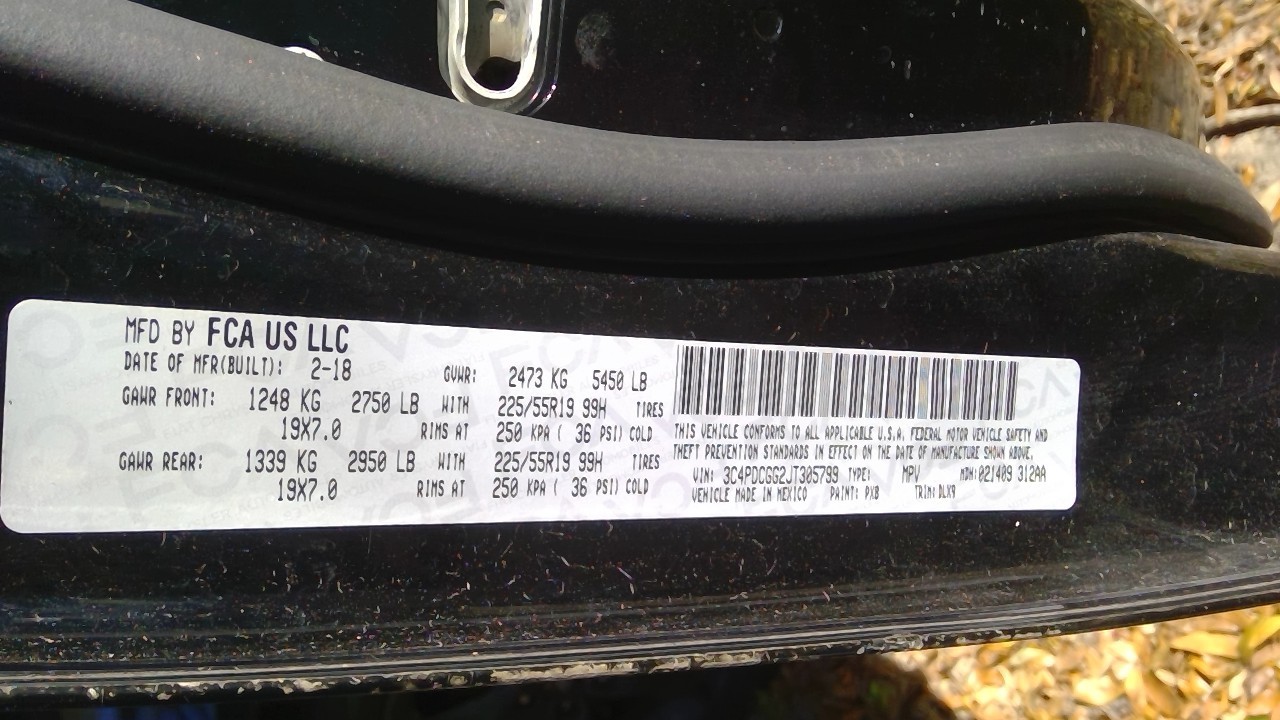 MFD BY FCA US LLC
DATE OF MFR(BUILT): 2-18 GVWR: 2473 KG 5450 LB
GAWR FRONT: 1248 KG 2750 LB WITH 225/55R19 99H TIRES
19X7.0 RIMS AT 250 KPA ( 36 PSI) COLD
GAWR REAR: 1339 KG 2950 LB WITH 225/55R19 99H TIRES
19X7.0 RIMS AT 250 KPA ( 36 PSI) COLD
THIS VEHICLE CONFORMS TO ALL APPLICABLE U.S.A. FEDERAL MOTOR VEHICLE SAFETY AND
THEFT PREVENTION STANDARDS IN EFFECT ON THE DATE OF MANUFACTURE SHOWN ABOVE.
VIN: 3C4PDCGG2JT305799 TYPE: MPV MDH:021409 312AA
VEHICLE MADE IN MEXICO PAINT: PX8 TRIM: DLX9